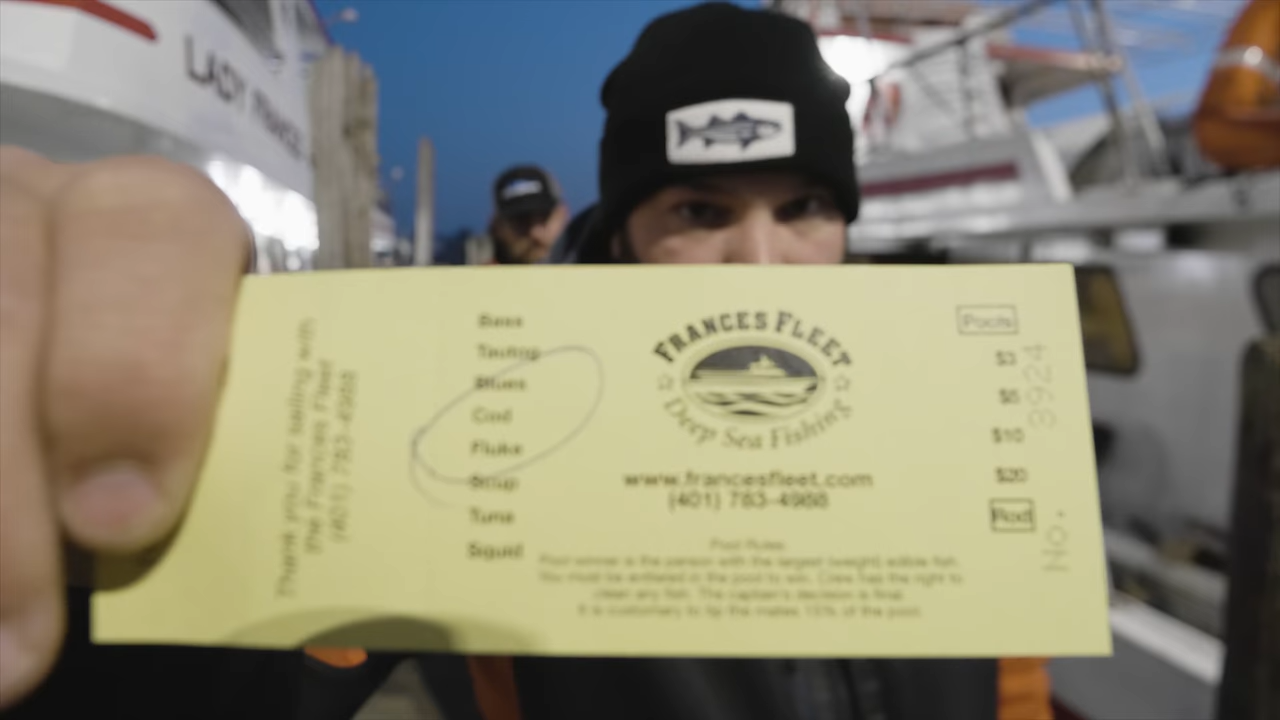 LADY FRANCES
Thank you for sailing with
the Frances Fleet
(401) 783-4988
Bass
Tautog
Blues
Cod
Fluke
Scup
Tuna
Squid
FRANCES FLEET
Deep Sea Fishing
www.francesfleet.com
(401) 783-4988
Pool Rules:
Pool winner is the person with the largest (weight) edible fish.
You must be entered in the pool to win. Crew has the right to
clean any fish. The captain's decision is final.
It is customary to tip the mates 15% of the pool.
Pools
$3
$5
$10
$20
Rod
No. 8924